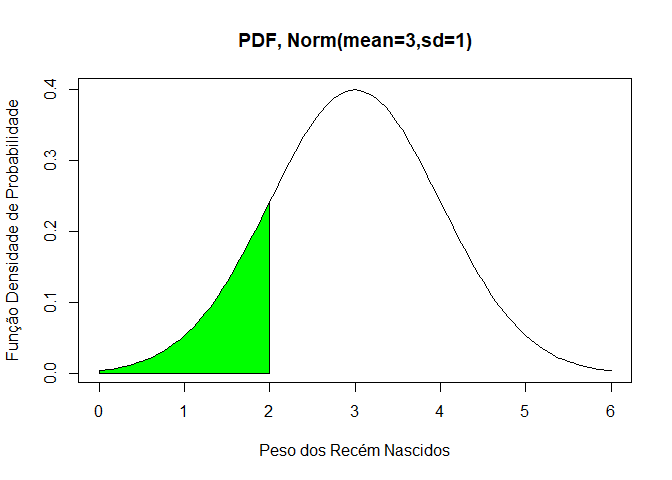 PDF, Norm(mean=3,sd=1)
Função Densidade de Probabilidade
0.4
0.3
0.2
0.1
0.0
0 1 2 3 4 5 6
Peso dos Recém Nascidos